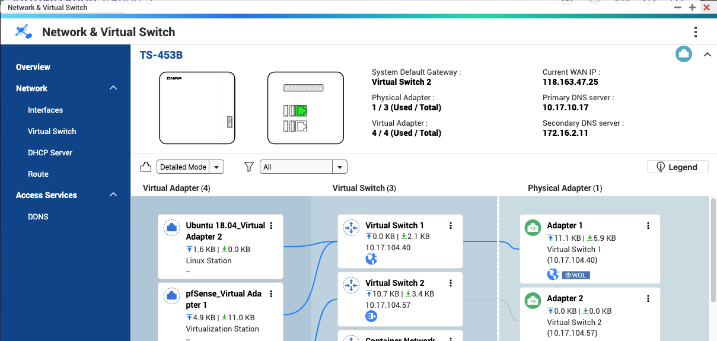 Network & Virtual Switch
Network & Virtual Switch
Overview
Network
Interfaces
Virtual Switch
DHCP Server
Route
Access Services
DDNS
TS-453B
QNAP
System Default Gateway :
Virtual Switch 2
Physical Adapter :
1 / 3 (Used / Total)
Virtual Adapter :
4 / 4 (Used / Total)
Current WAN IP :
118.163.47.25
Primary DNS server :
10.17.10.17
Secondary DNS server :
172.16.2.11
Detailed Mode
All
Legend
Virtual Adapter (4)
Virtual Switch (3)
Physical Adapter (1)
Ubuntu 18.04_Virtual
Adapter 2
1.6 KB | 0.0 KB
Linux Station
--
pfSense_Virtual Ada
pter 1
4.9 KB | 11.0 KB
Virtualization Station
--
Virtual Switch 1
0.0 KB | 2.1 KB
10.17.104.40
Virtual Switch 2
10.7 KB | 3.4 KB
10.17.104.57
Container Network
Adapter 1
11.1 KB | 5.9 KB
Virtual Switch 1
(10.17.104.40)
WOL
Adapter 2
0.0 KB | 0.0 KB
Virtual Switch 2
(10.17.104.57)